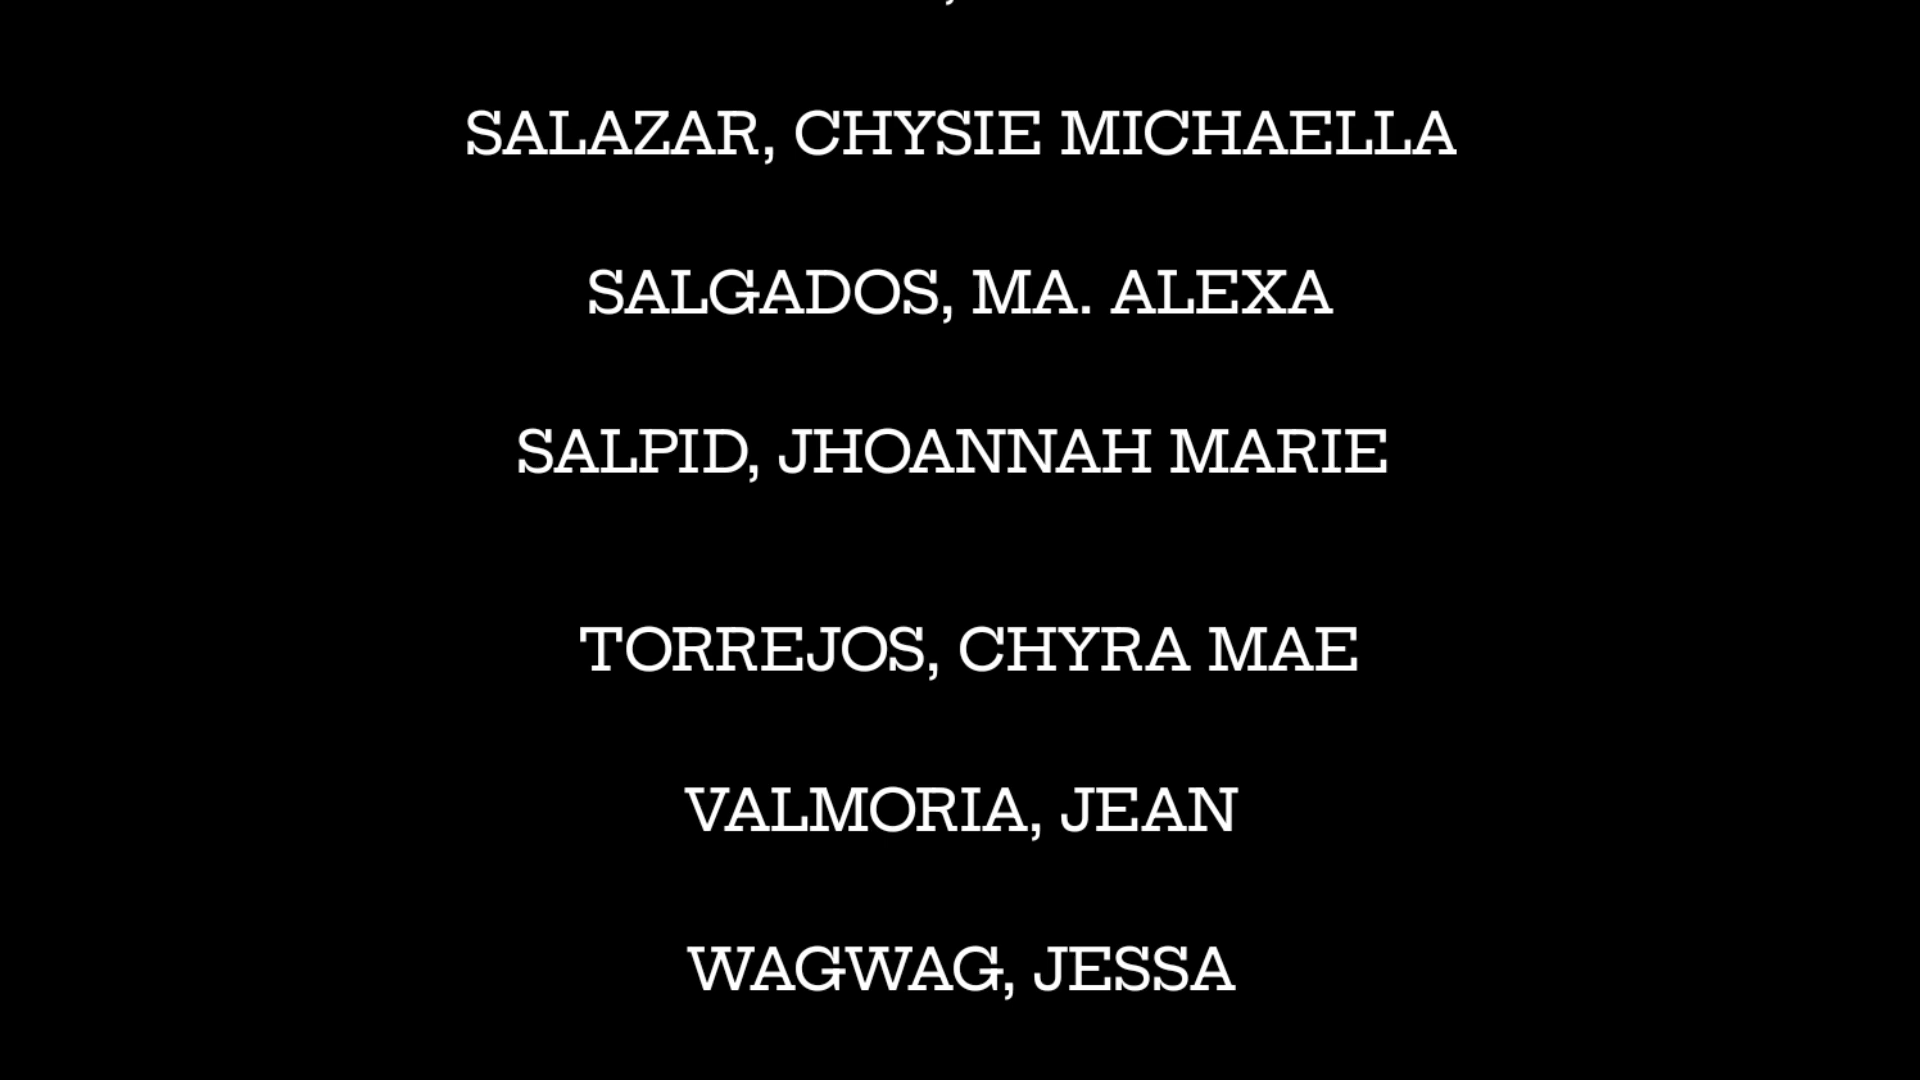 SALAZAR, CHYSIE MICHAELLA
SALGADOS, MA. ALEXA
SALPID, JHOANNAH MARIE
TORREJOS, CHYRA MAE
VALMORIA, JEAN
WAGWAG, JESSA